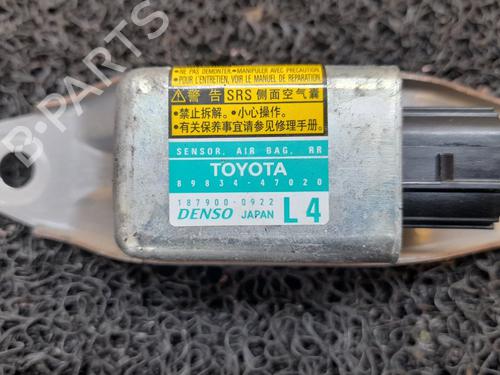 • NE PAS DEMONTER; • MANIPULER AVEC PRECAUTION
• POUR L'ENTRETIEN, VOIR LE MANUEL DE REPARATION
警告 SRS 侧面空气囊
•禁止拆解。•小心操作。
•有关保养事宜请参见修理手册.
SENSOR, AIR BAG, RR
TOYOTA
89834-47020
187900-0922
DENSO JAPAN L4
B-PARTS